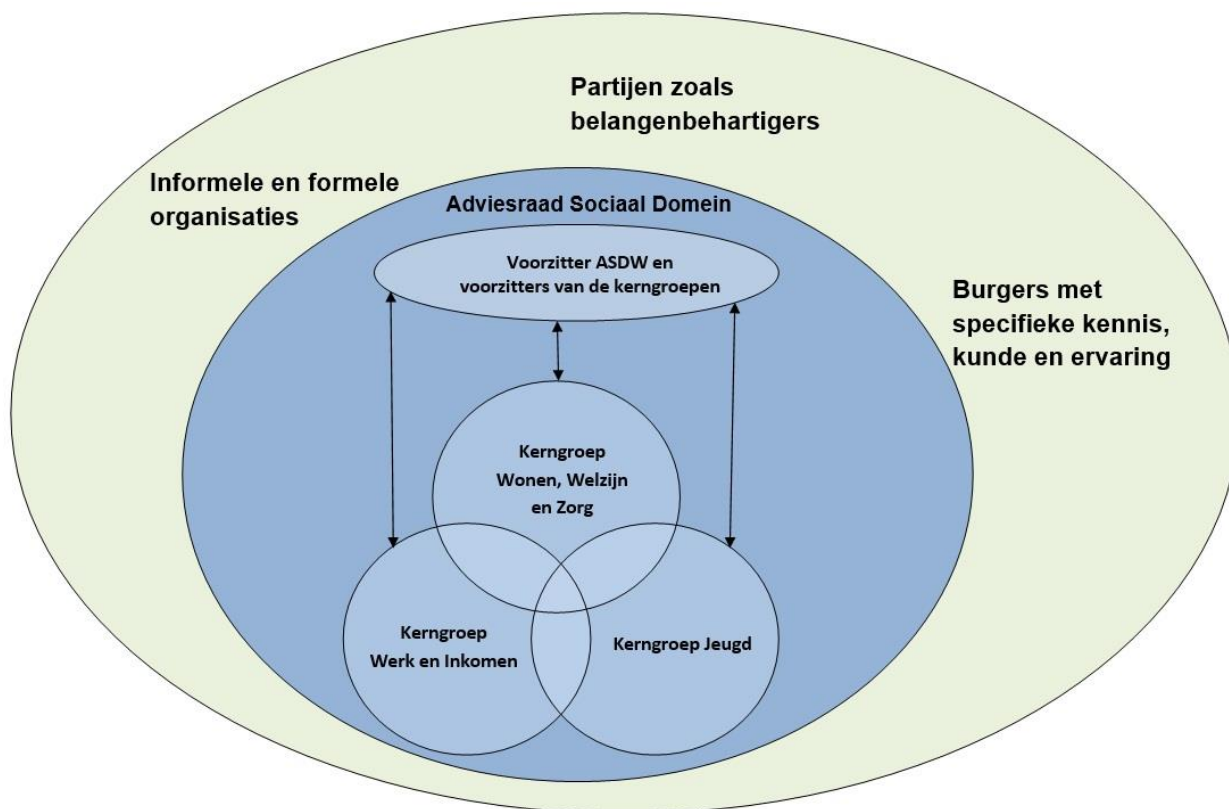 Partijen zoals
belangenbehartigers
Informele en formele
organisaties
Adviesraad Sociaal Domein
Voorzitter ASDW en
voorzitters van de kerngroepen
Burgers met
specifieke kennis,
kunde en ervaring
Kerngroep
Wonen, Welzijn
en Zorg
Kerngroep
Werk en Inkomen
Kerngroep Jeugd